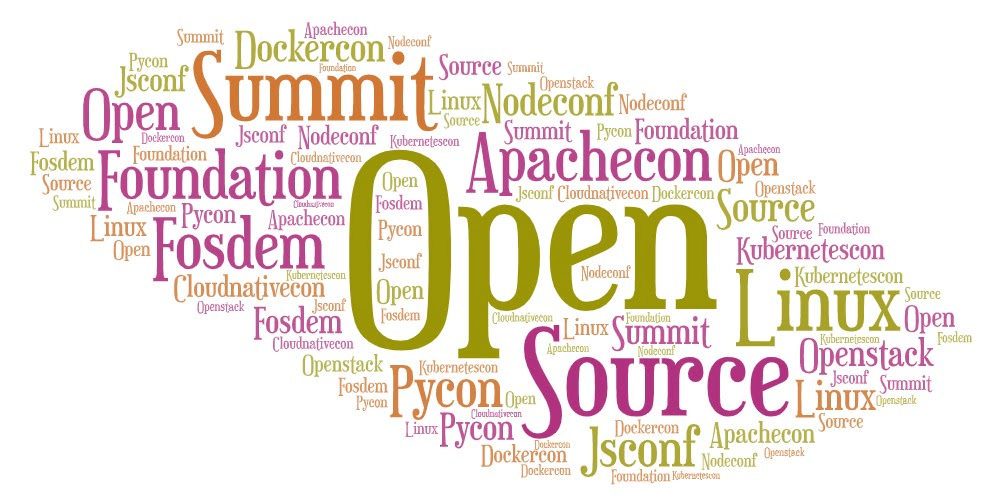 Apachecon
Summit
Dockercon
Nodeconf
Pycon
Foundation
Source
Summit
Jsconf
Summit
Openstack
Open
Linux
Nodeconf
Nodeconf
Source
Linux
Dockercon
Jsconf
Nodeconf
Kubernetescon
Summit
Pycon
Foundation
Fosdem
Foundation
Cloudnativecon
Apachecon
Apachecon
Source
Foundation
Open
Open
Open
Summit
Apachecon
Cloudnativecon
Fosdem
Jsconf
Cloudnativecon
Dockercon
Openstack
Linux
Pycon
Apachecon
Pycon
Source
Open
Fosdem
Source
Foundation
Kubernetescon
Jsconf
Nodeconf
Kubernetescon
Cloudnativecon
Kubernetescon
Open
Linux
Source
Openstack
Jsconf
Fosdem
Cloudnativecon
Foundation
Open
Fosdem
Linux
Summit
Cloudnativecon
Apachecon
Nodeconf
Kubernetescon
Fosdem
Openstack
Kubernetescon
Source
Openstack
Fosdem
Pycon
Jsconf
Summit
Pycon
Open
Linux
Openstack
Cloudnativecon
Source
Linux
Pycon
Dockercon
Apachecon
Dockercon
Jsconf
Dockercon
Nodeconf
Openstack
Dockercon
Foundation
Kubernetescon